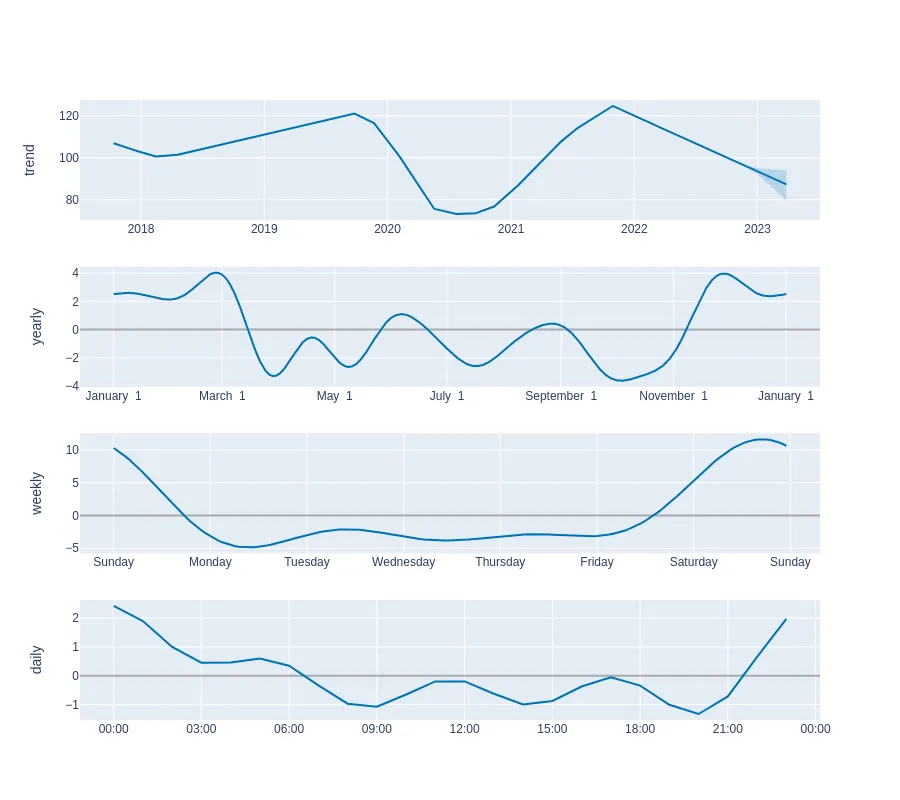 trend
120
100
80
2018 2019 2020 2021 2022 2023
yearly
4
2
0
−2
−4
January 1 March 1 May 1 July 1 September 1 November 1 January 1
weekly
10
5
0
−5
Sunday Monday Tuesday Wednesday Thursday Friday Saturday Sunday
daily
2
1
0
−1
00:00 03:00 06:00 09:00 12:00 15:00 18:00 21:00 00:00